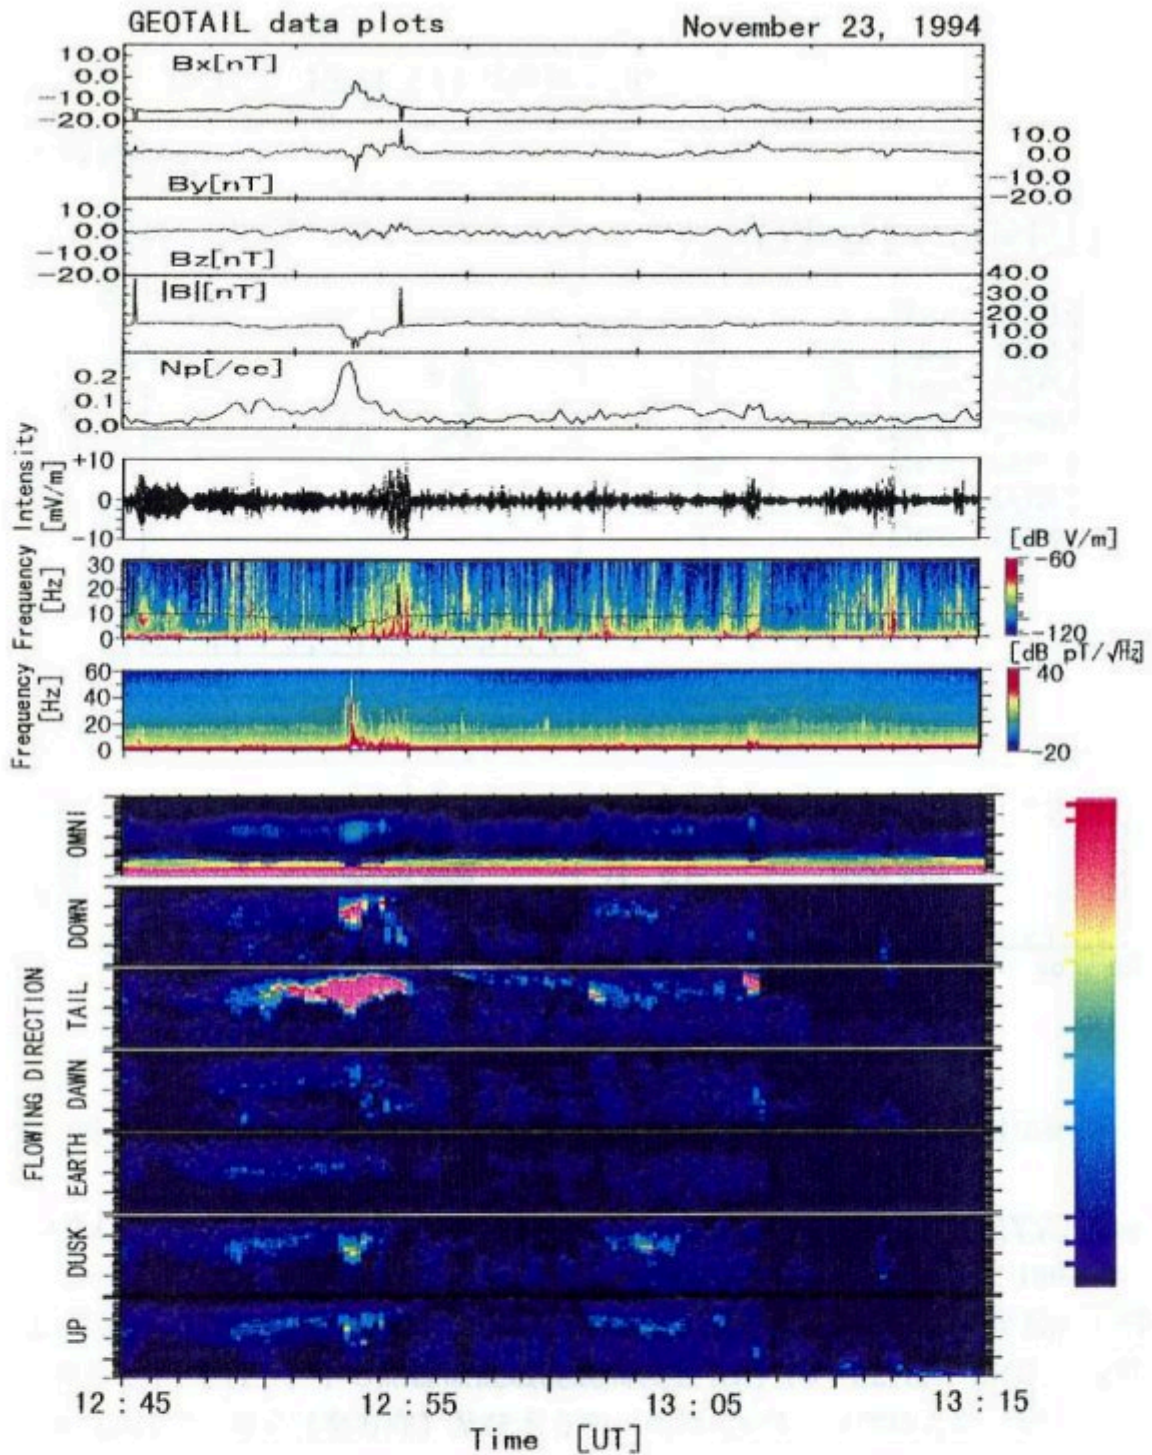 GEOTAIL data plots November 23, 1994
10.0
0.0
-10.0
-20.0
Bx[nT]
10.0
0.0
-10.0
-20.0
By[nT]
10.0
0.0
-10.0
-20.0
Bz[nT]
|B|[nT]
40.0
30.0
20.0
10.0
0.0
Np[/cc]
0.2
0.1
0.0
Intensity
[mV/m]
+10
0
-10
Frequency
[Hz]
30
20
10
0
[dB V/m]
-60
-120
Frequency
[Hz]
60
40
20
0
[dB pT/√Hz]
40
-20
FLOWING DIRECTION
OMNI
DOWN
TAIL
DAWN
EARTH
DUSK
UP
12:45 12:55 13:05 13:15
Time [UT]